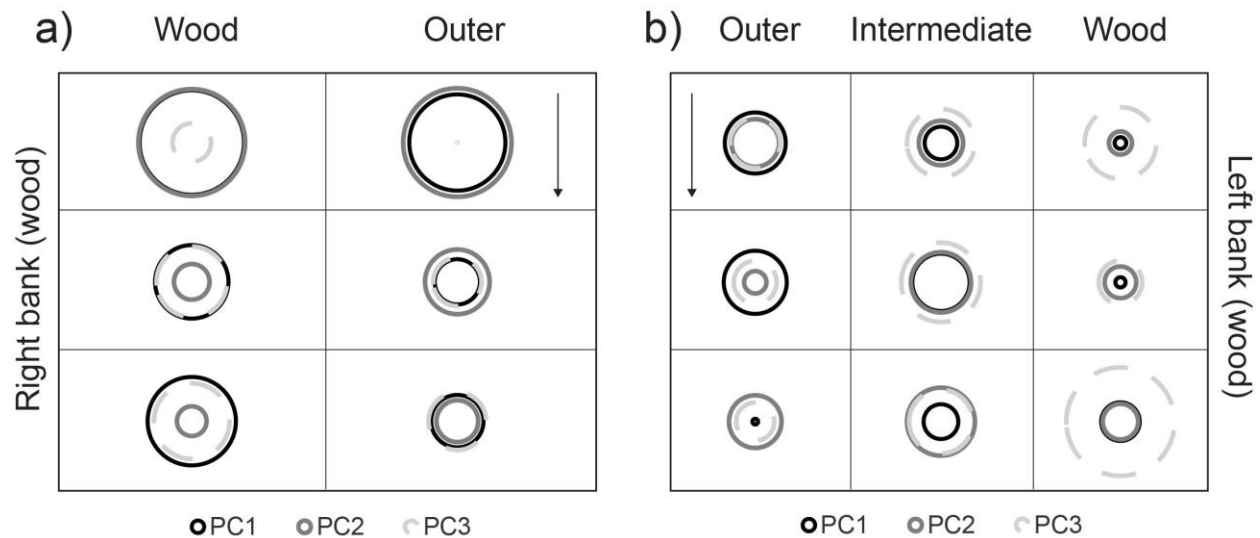 a)
Wood Outer
Right bank (wood)
PC1 PC2 PC3
b)
Outer Intermediate Wood
Left bank (wood)
PC1 PC2 PC3